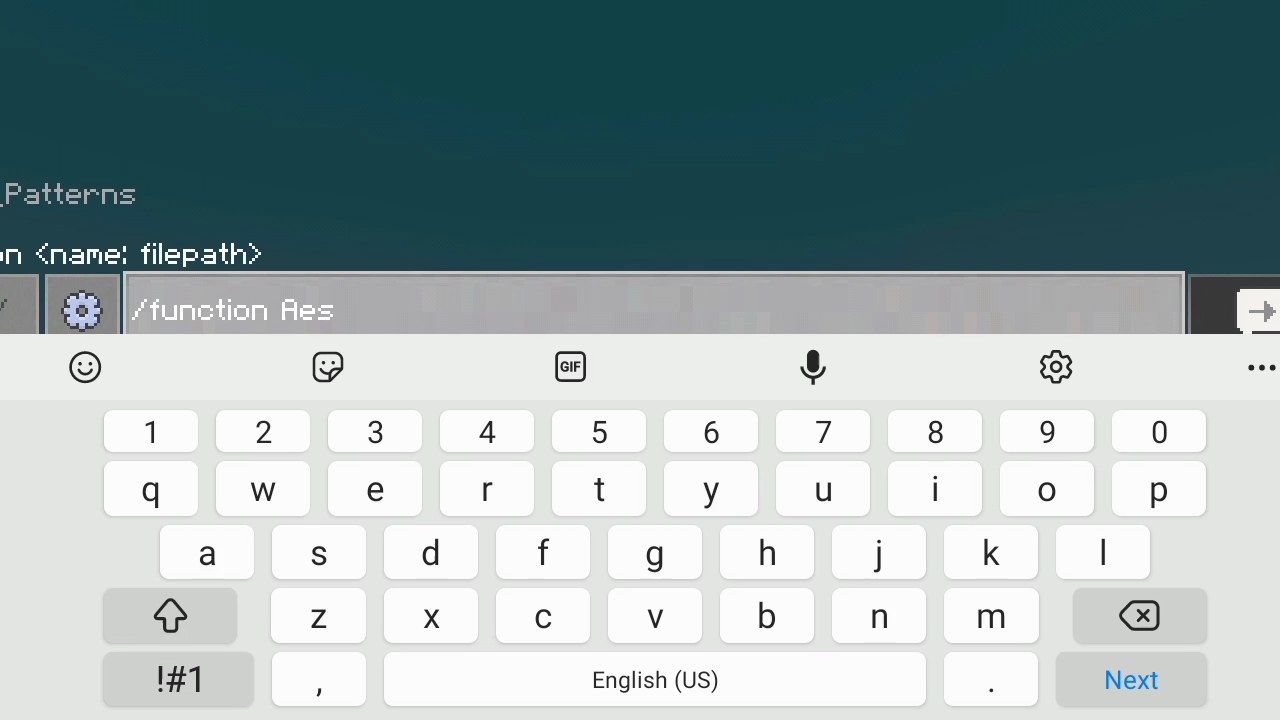 _Patterns
on <name: filepath>
/function Aes
GIF
1 2 3 4 5 6 7 8 9 0
q w e r t y u i o p
a s d f g h j k l
z x c v b n m
!#1 , English (US) . Next